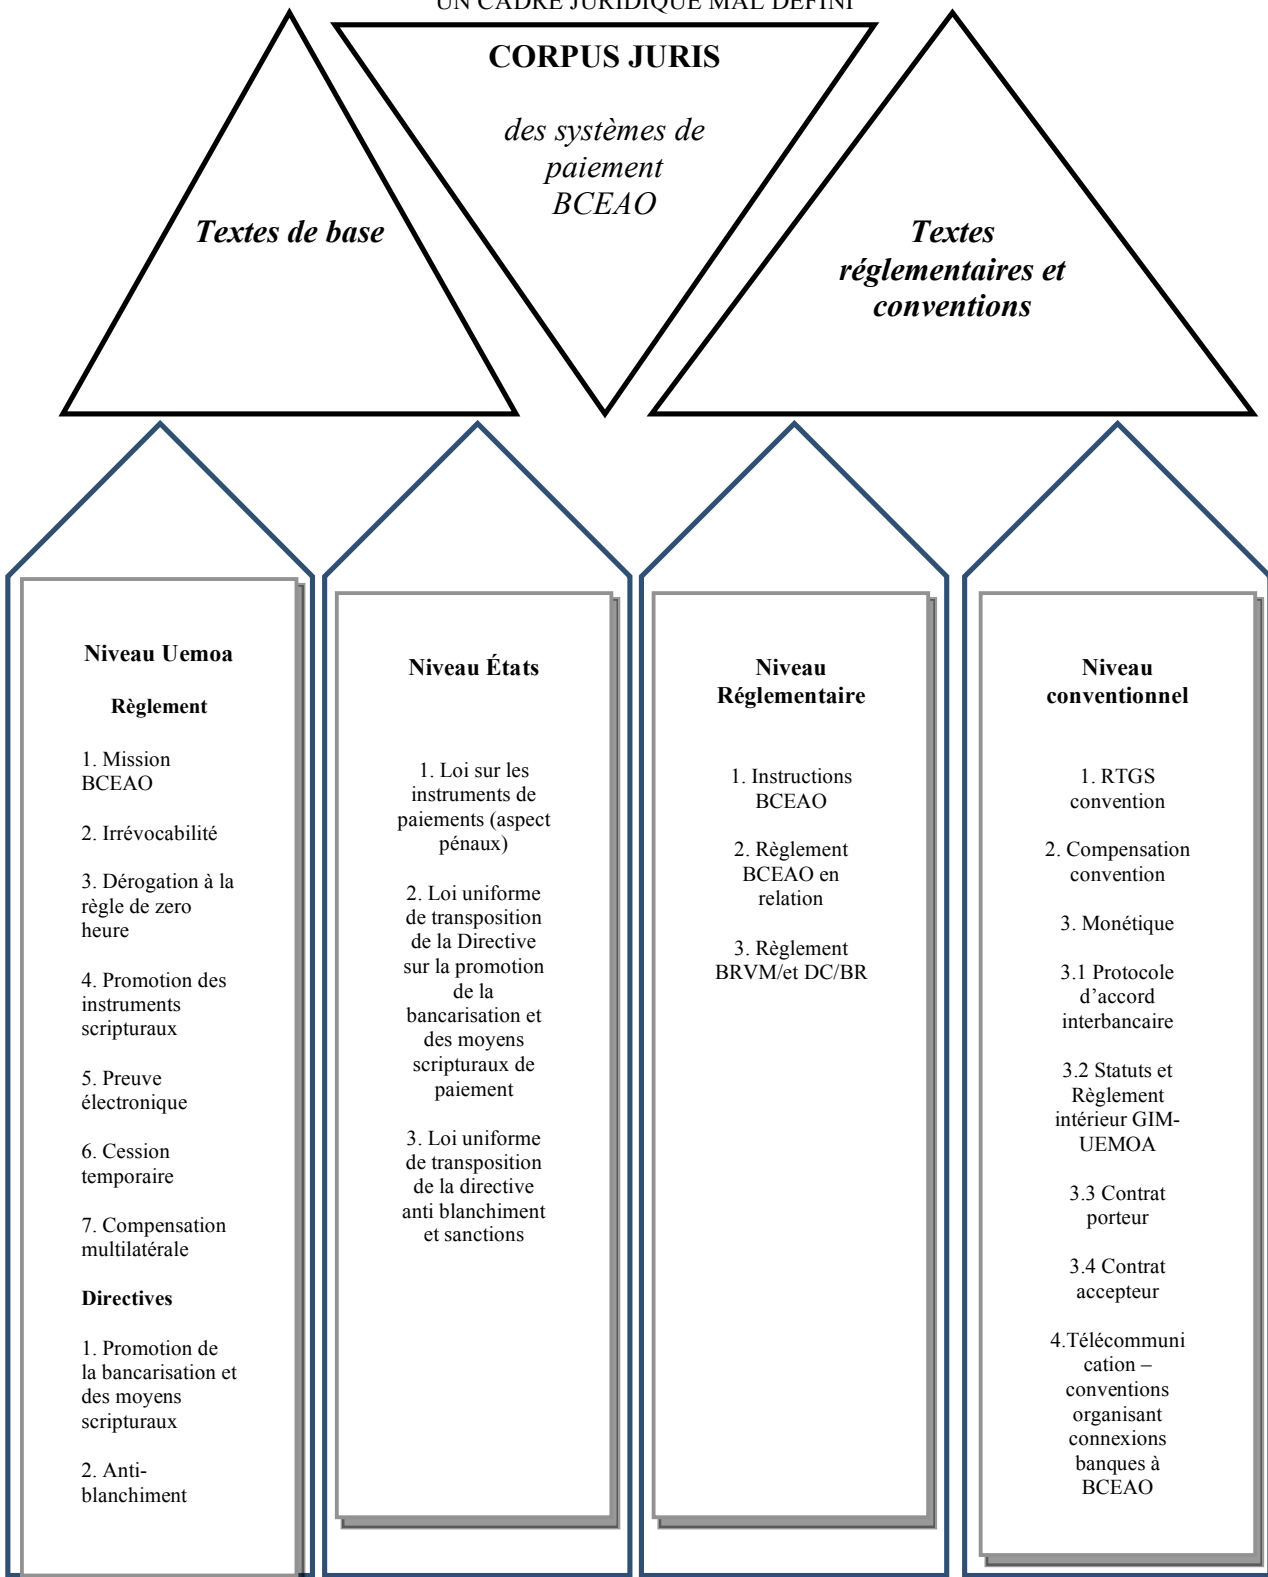 UN CADRE JURIDIQUE MAL DÉFINI
CORPUS JURIS
des systèmes de
paiement
BCEAO
Textes de base
Textes
réglementaires et
conventions
Niveau Uemoa
Règlement
1. Mission
BCEAO
2. Irrévocabilité
3. Dérogation à la
règle de zero
heure
4. Promotion des
instruments
scripturaux
5. Preuve
électronique
6. Cession
temporaire
7. Compensation
multilatérale
Directives
1. Promotion de
la bancarisation et
des moyens
scripturaux
2. Anti-
blanchiment
Niveau États
1. Loi sur les
instruments de
paiements (aspect
pénaux)
2. Loi uniforme
de transposition
de la Directive
sur la promotion
de la
bancarisation et
des moyens
scripturaux de
paiement
3. Loi uniforme
de transposition
de la directive
anti blanchiment
et sanctions
Niveau
Réglementaire
1. Instructions
BCEAO
2. Règlement
BCEAO en
relation
3. Règlement
BRVM/et DC/BR
Niveau
conventionnel
1. RTGS
convention
2. Compensation
convention
3. Monétique
3.1 Protocole
d’accord
interbancaire
3.2 Statuts et
Règlement
intérieur GIM-
UEMOA
3.3 Contrat
porteur
3.4 Contrat
accepteur
4.Télécommuni
cation –
conventions
organisant
connexions
banques à
BCEAO